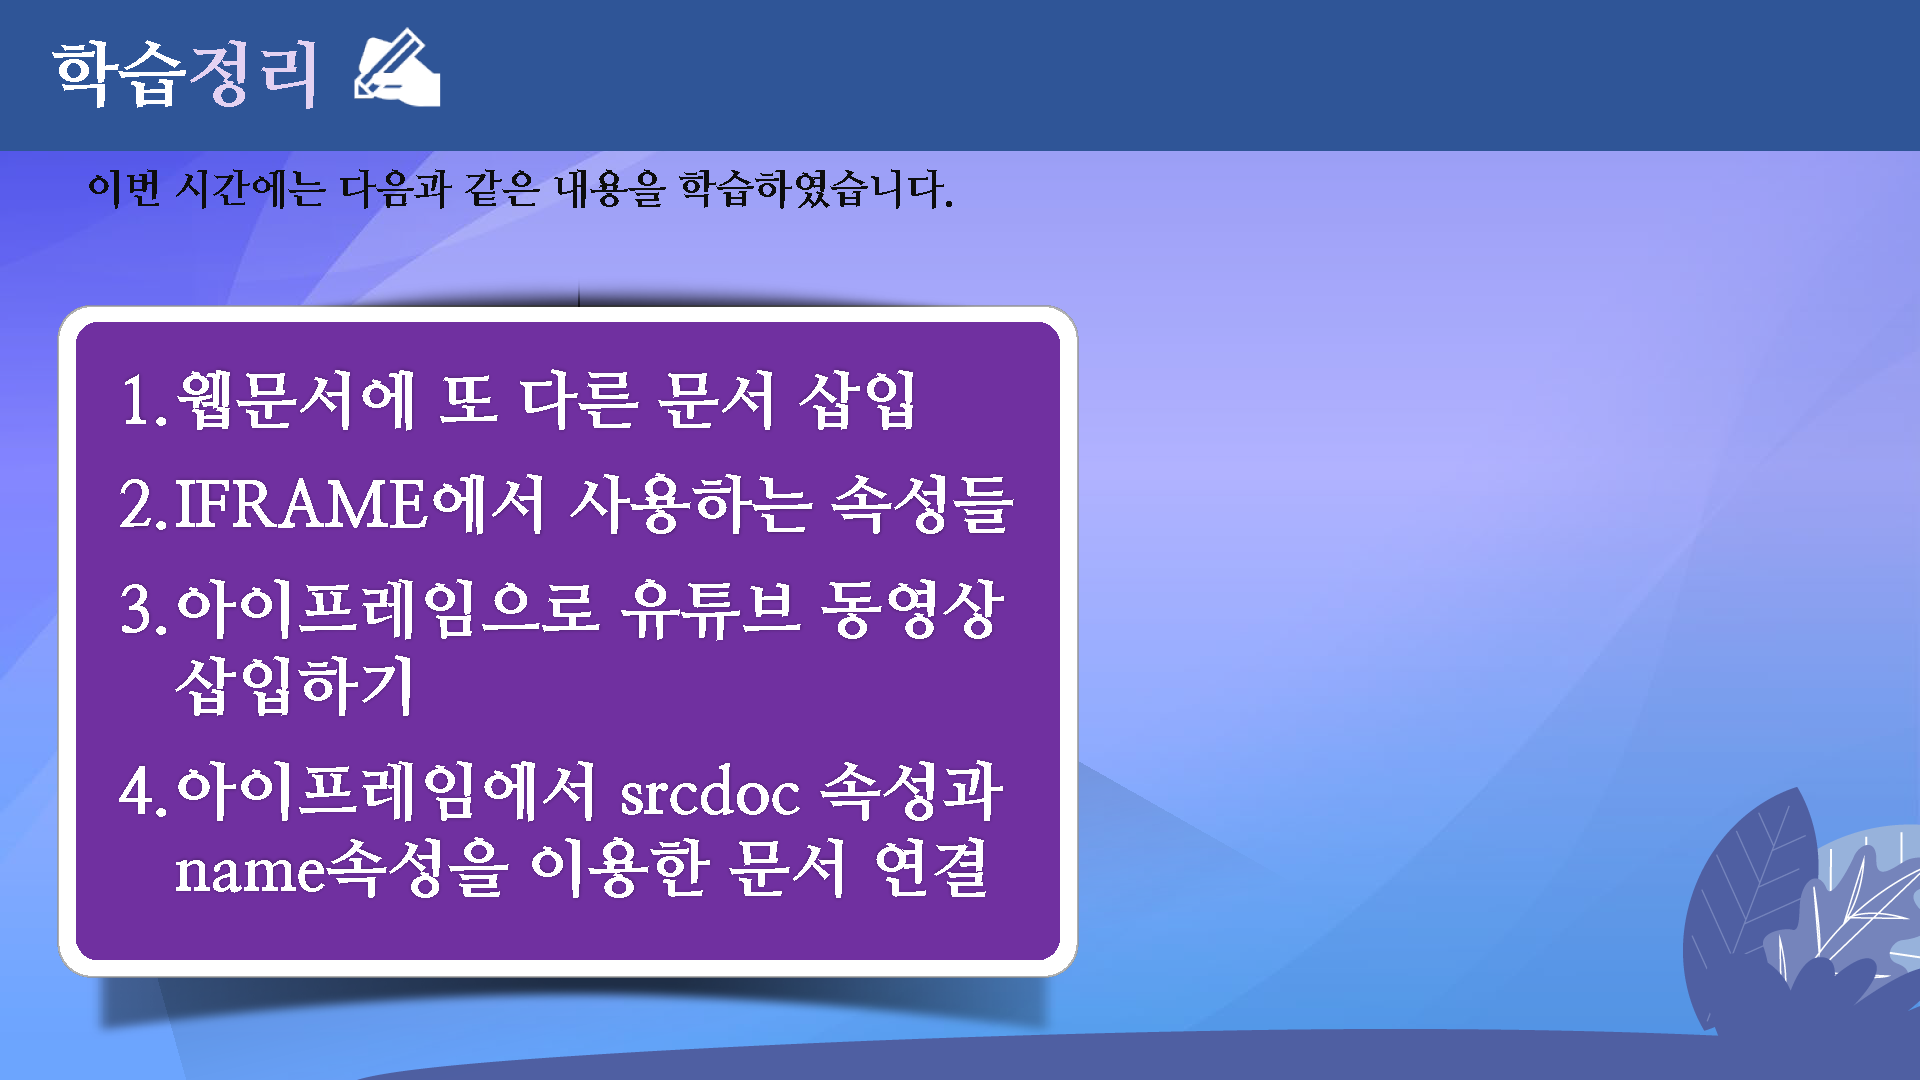 학습정리
이번 시간에는 다음과 같은 내용을 학습하였습니다.
1.웹문서에 또 다른 문서 삽입
2.IFRAME에서 사용하는 속성들
3.아이프레임으로 유튜브 동영상
삽입하기
4.아이프레임에서 srcdoc 속성과
name속성을 이용한 문서 연결